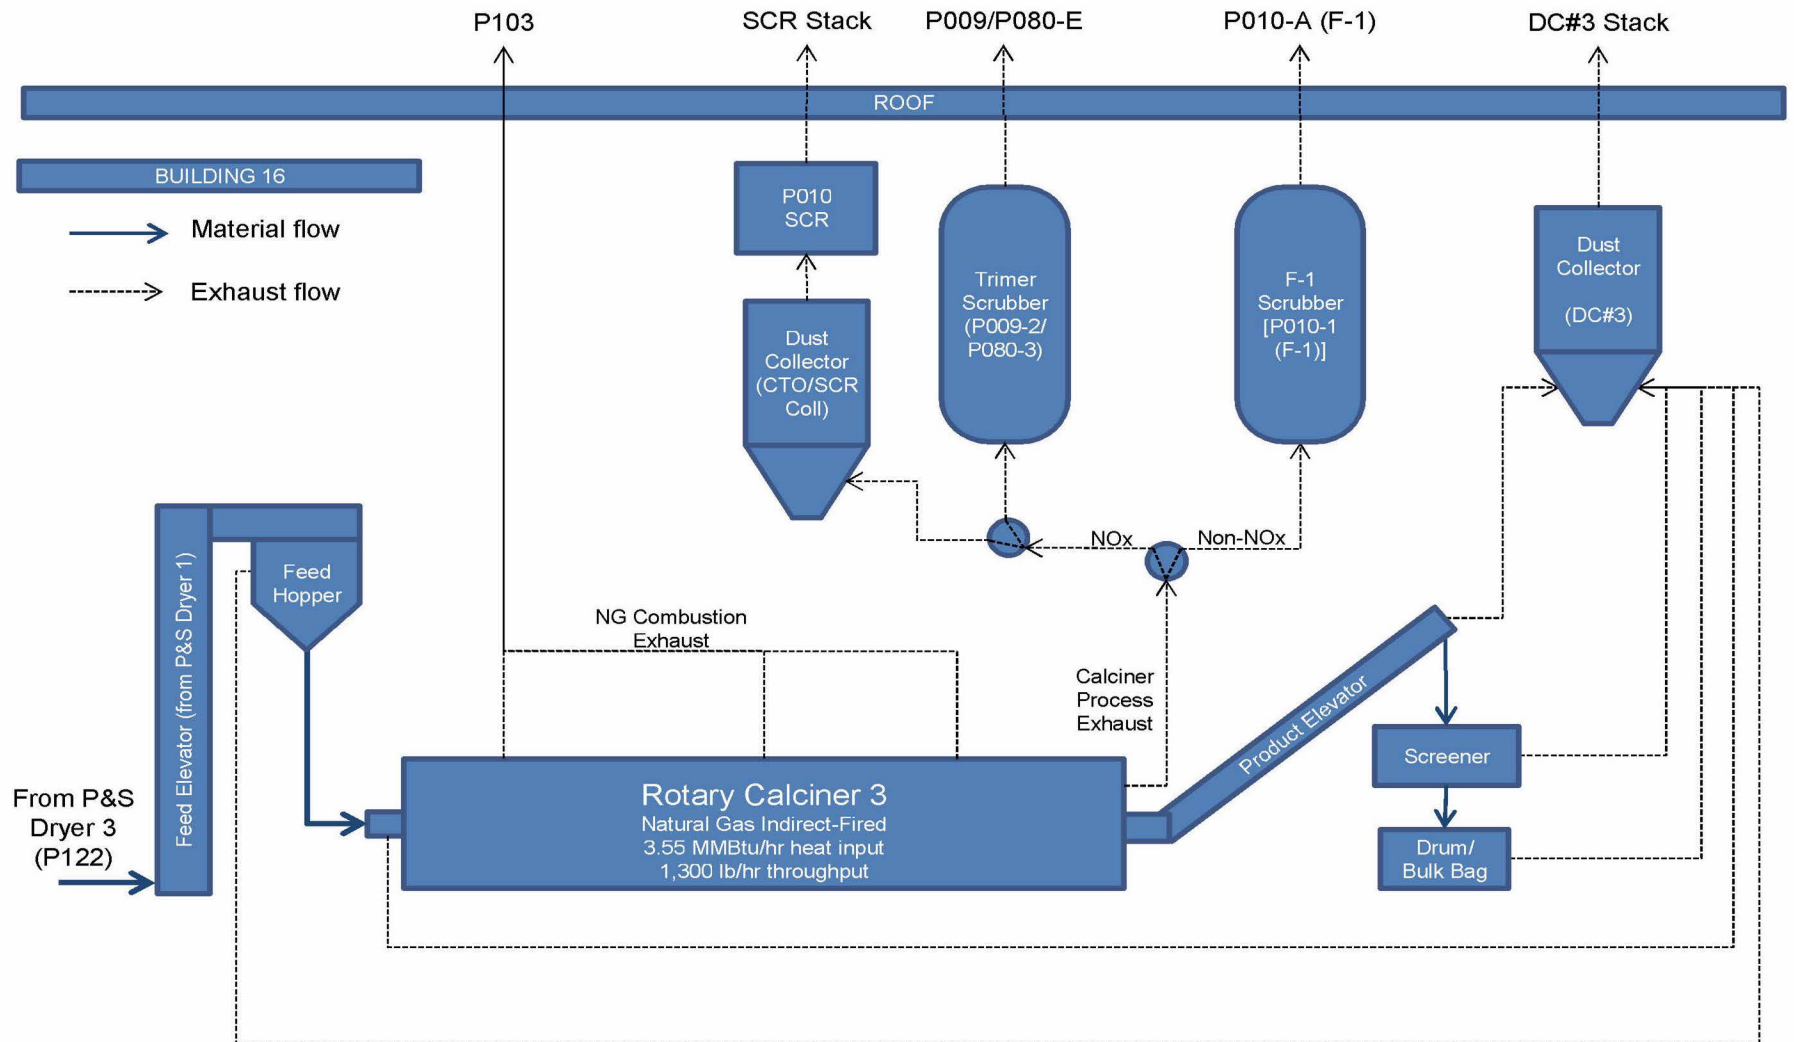 P103
SCR Stack
P009/P080-E
P010-A (F-1)
DC#3 Stack
ROOF
BUILDING 16
Material flow
Exhaust flow
P010
SCR
Dust
Collector
(CTO/SCR
Coll)
Trimer
Scrubber
(P009-2/
P080-3)
F-1
Scrubber
[P010-1
(F-1)]
Dust
Collector
(DC#3)
NOx
Non-NOx
Feed Elevator (from P&S Dryer 1)
Feed
Hopper
NG Combustion
Exhaust
Calciner
Process
Exhaust
Product Elevator
Screener
Drum/
Bulk Bag
From P&S
Dryer 3
(P122)
Rotary Calciner 3
Natural Gas Indirect-Fired
3.55 MMBtu/hr heat input
1,300 lb/hr throughput